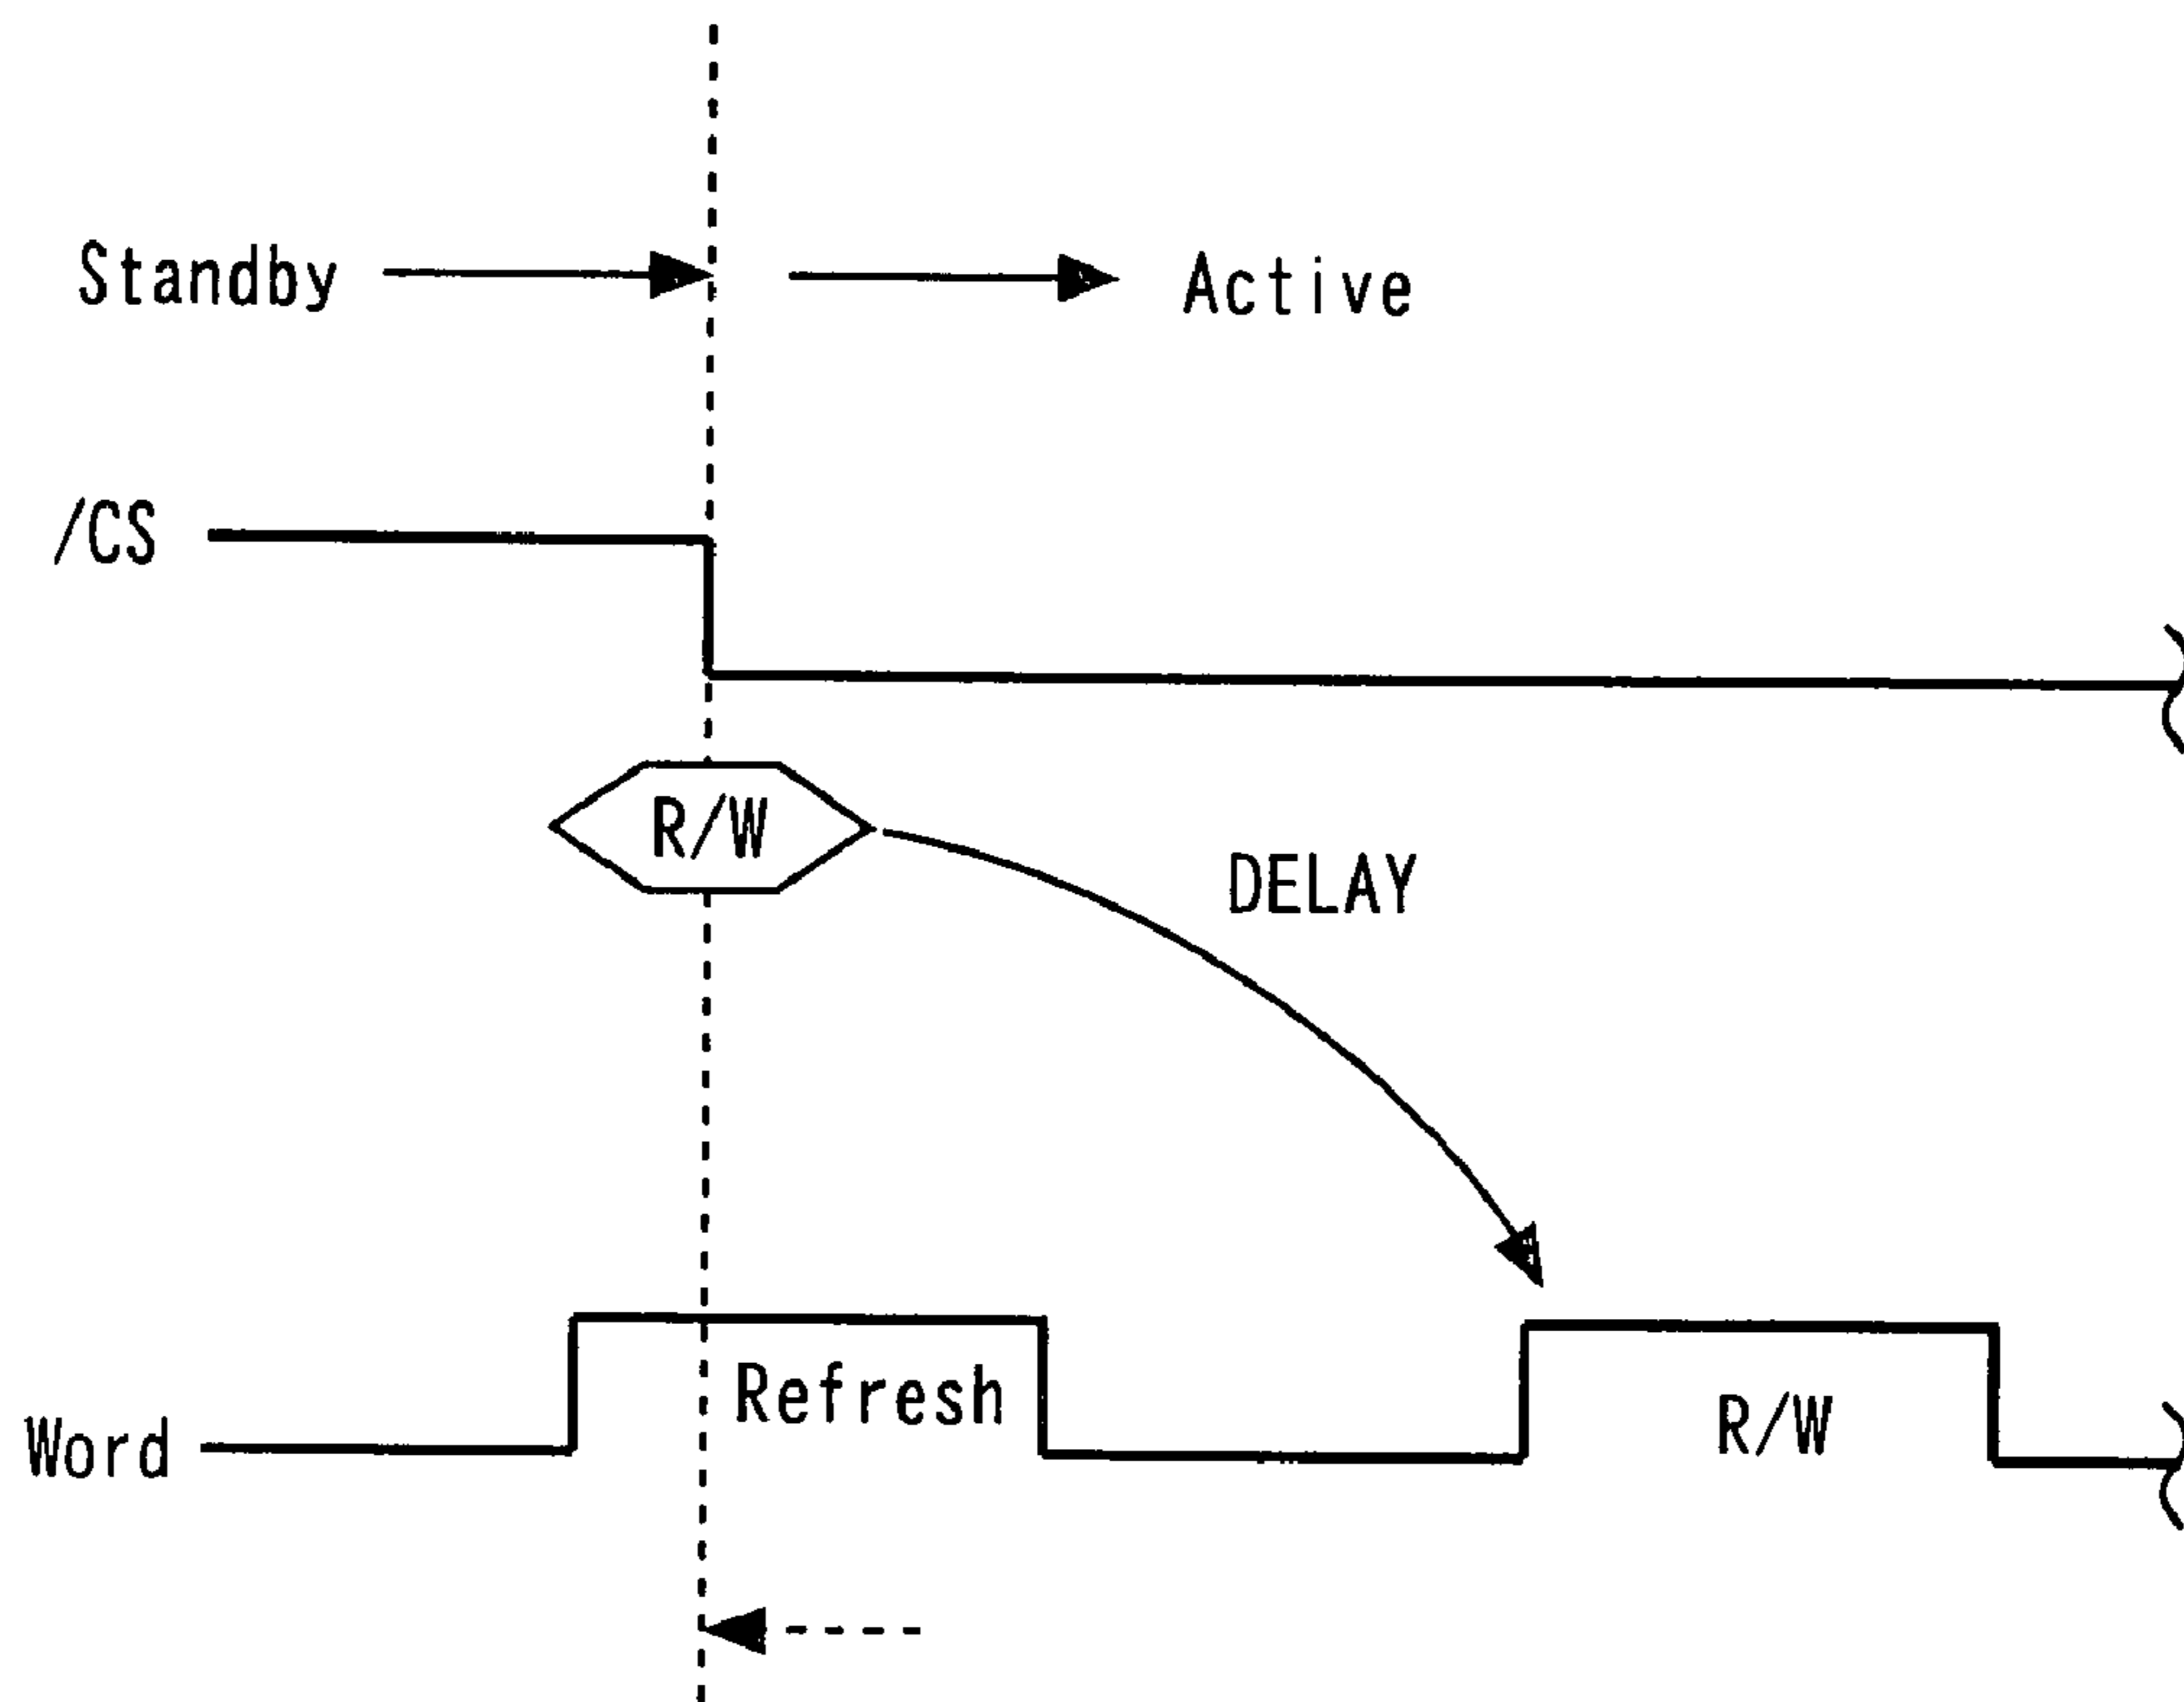 Standby
Active
/CS
R/W
DELAY
Refresh
Word
R/W